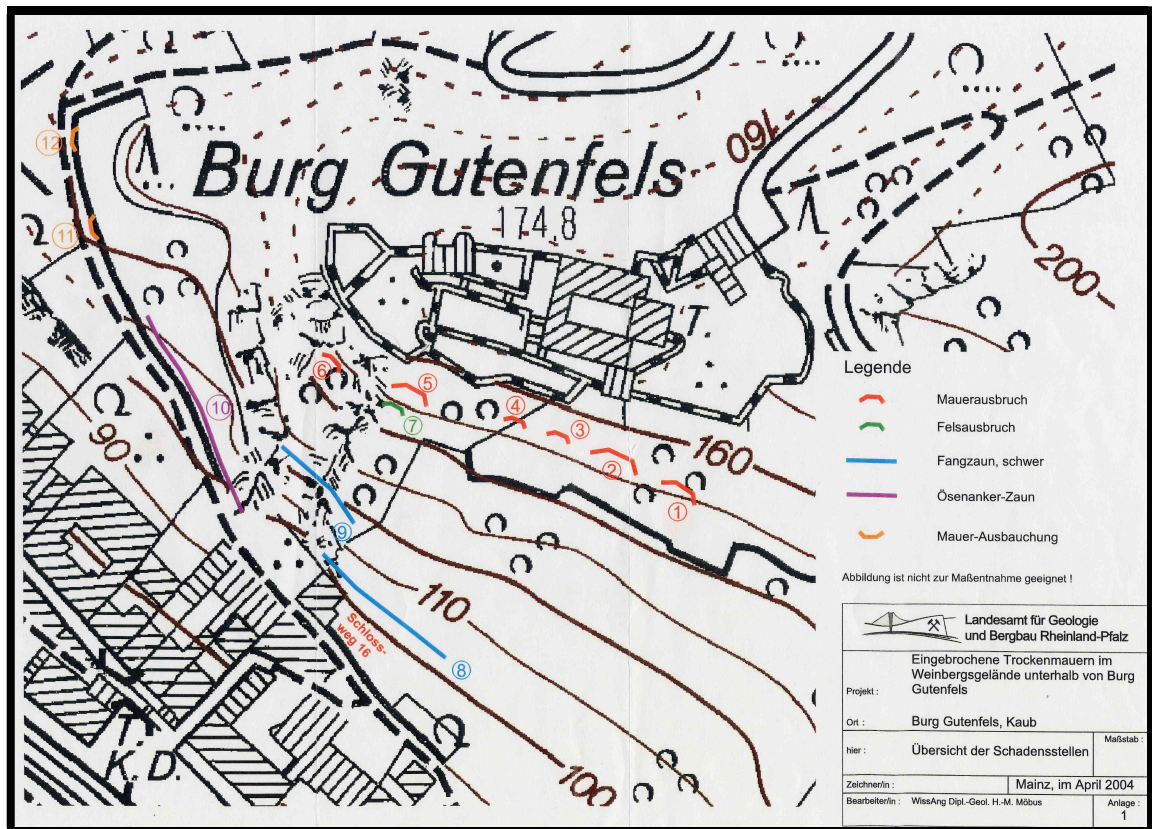 Burg Gutenfels
174,8
160
200
T.
12
11
10
90
6
5
7
4
3
2
1
160
9
110
8
Schloss-
weg 16
100
T.
K.D.
Legende
Mauerausbruch
Felsausbruch
Fangzaun, schwer
Ösenanker-Zaun
Mauer-Ausbauchung
Abbildung ist nicht zur Maßentnahme geeignet !
Landesamt für Geologie
und Bergbau Rheinland-Pfalz
Projekt :
Eingebrochene Trockenmauern im
Weinbergsgelände unterhalb von Burg
Gutenfels
Ort :
Burg Gutenfels, Kaub
hier :
Übersicht der Schadensstellen
Maßstab :
Zeichner/in :
Mainz, im April 2004
Bearbeiter/in :
WissAng Dipl.-Geol. H.-M. Möbus
Anlage :
1